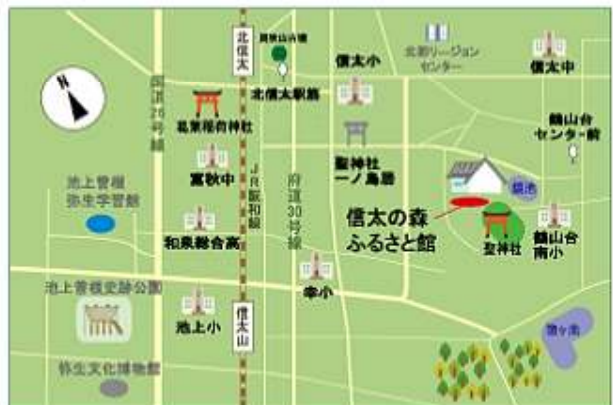 N
国道26号線
北信太
北信太駅筋
信太小
北部リージョン
センター
信太中
鶴山台
センター前
葛葉稲荷神社
富秋中
JR阪和線
府道30号線
聖神社
一ノ鳥居
鏡池
池上曽根
弥生学習館
和泉総合高
信太の森
ふるさと館
聖神社
鶴山台
南小
池上曽根史跡公園
池上小
信太山
幸小
弥生文化博物館